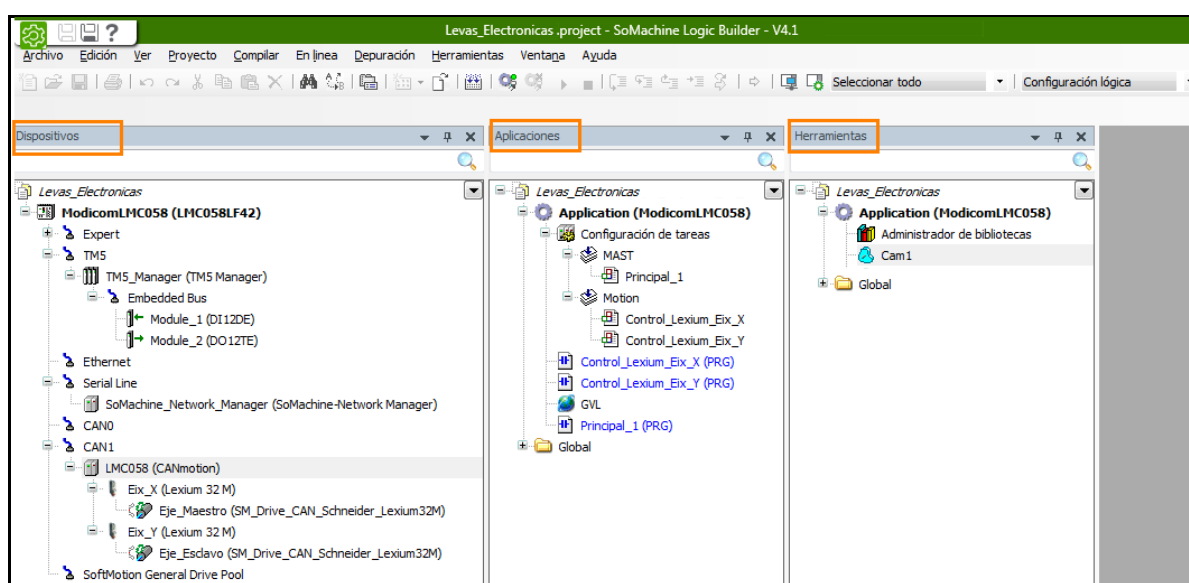 Levas_Electronicas .project - SoMachine Logic Builder - V4.1
Archivo Edición Ver Proyecto Compilar En línea Depuración Herramientas Ventana Ayuda
Seleccionar todo Configuración lógica
Dispositivos
Levas_Electronicas
ModicomLMC058 (LMC058LF42)
Expert
TM5
TM5_Manager (TM5 Manager)
Embedded Bus
Module_1 (DI12DE)
Module_2 (DO12TE)
Ethernet
Serial Line
SoMachine_Network_Manager (SoMachine-Network Manager)
CAN0
CAN1
LMC058 (CANmotion)
Eix_X (Lexium 32 M)
Eje_Maestro (SM_Drive_CAN_Schneider_Lexium32M)
Eix_Y (Lexium 32 M)
Eje_Esclavo (SM_Drive_CAN_Schneider_Lexium32M)
SoftMotion General Drive Pool
Aplicaciones
Levas_Electronicas
Application (ModicomLMC058)
Configuración de tareas
MAST
Principal_1
Motion
Control_Lexium_Eix_X
Control_Lexium_Eix_Y
Control_Lexium_Eix_X (PRG)
Control_Lexium_Eix_Y (PRG)
GVL
Principal_1 (PRG)
Global
Herramientas
Levas_Electronicas
Application (ModicomLMC058)
Administrador de bibliotecas
Cam1
Global